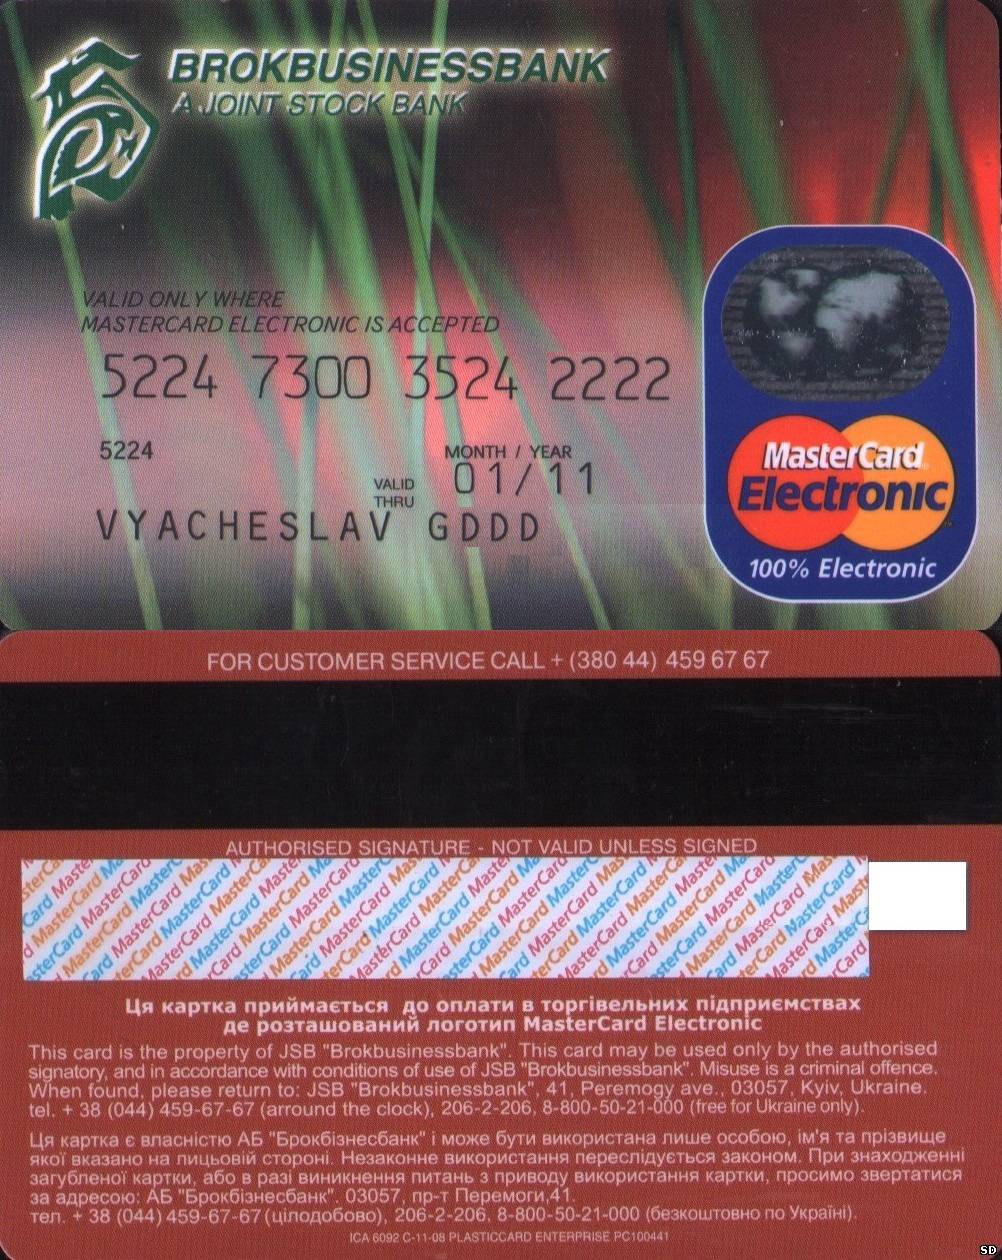 BROKBUSINESSBANK
A JOINT STOCK BANK
VALID ONLY WHERE
MASTERCARD ELECTRONIC IS ACCEPTED
5224 7300 3524 2222
5224
MONTH / YEAR
VALID THRU 01/11
VYACHESLAV GDDD
MasterCard
Electronic
100% Electronic
FOR CUSTOMER SERVICE CALL + (380 44) 459 67 67
AUTHORISED SIGNATURE - NOT VALID UNLESS SIGNED
MasterCard MasterCard MasterCard
Ця картка приймається до оплати в торгівельних підприємствах
де розташований логотип MasterCard Electronic
This card is the property of JSB "Brokbusinessbank". This card may be used only by the authorised
signatory, and in accordance with conditions of use of JSB "Brokbusinessbank". Misuse is a criminal offence.
When found, please return to: JSB "Brokbusinessbank", 41, Peremogy ave., 03057, Kyiv, Ukraine.
tel. + 38 (044) 459-67-67 (arround the clock), 206-2-206, 8-800-50-21-000 (free for Ukraine only).
Ця картка є власністю АБ "Брокбізнесбанк" і може бути використана лише особою, ім'я та прізвище
якої вказано на лицьовій стороні. Незаконне використання переслідується законом. При знаходженні
загубленої картки, або в разі виникнення питань з приводу використання картки, просимо звертатися
за адресою: АБ "Брокбізнесбанк". 03057, пр-т Перемоги,41.
тел. + 38 (044) 459-67-67 (цілодобово), 206-2-206, 8-800-50-21-000 (безкоштовно по Україні).
ICA 6092 C-11-08 PLASTICCARD ENTERPRISE PC100441
SD